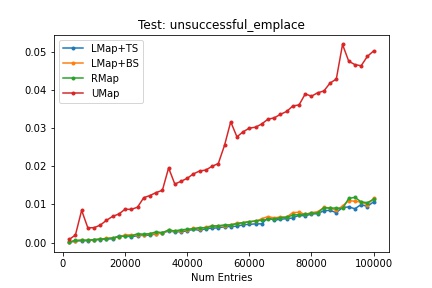 Test: unsuccessful_emplace
LMap+TS
LMap+BS
RMap
UMap
0.05
0.04
0.03
0.02
0.01
0.00
0 20000 40000 60000 80000 100000
Num Entries